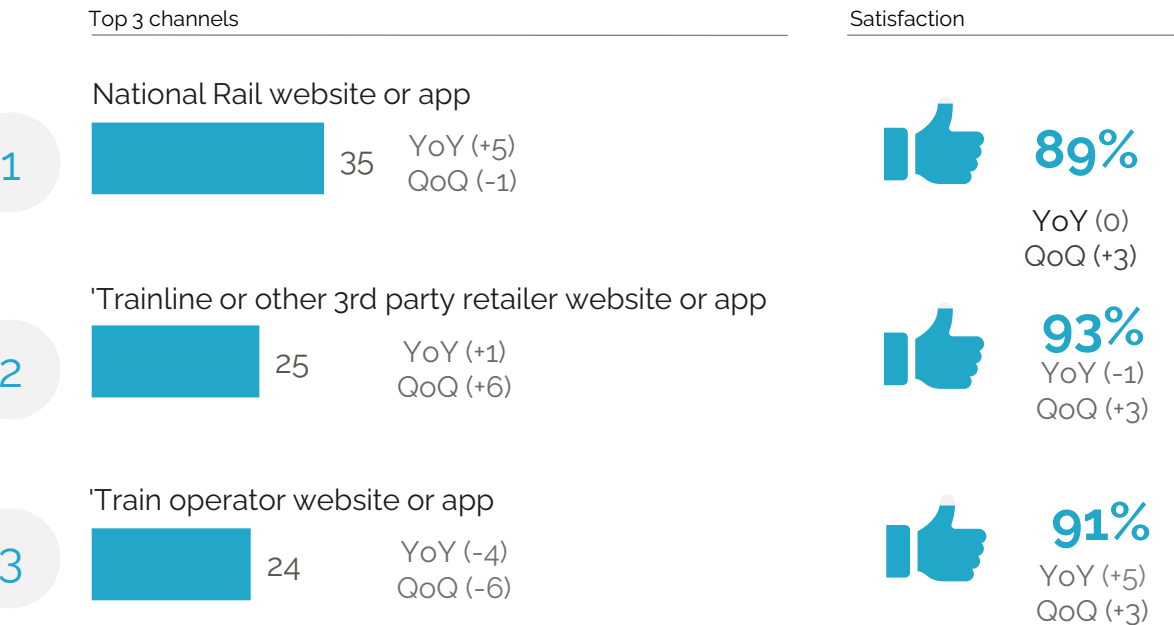 Top 3 channels
Satisfaction
National Rail website or app
1
35
YoY (+5)
QoQ (-1)
89%
YoY (0)
QoQ (+3)
'Trainline or other 3rd party retailer website or app
2
25
YoY (+1)
QoQ (+6)
93%
YoY (-1)
QoQ (+3)
'Train operator website or app
3
24
YoY (-4)
QoQ (-6)
91%
YoY (+5)
QoQ (+3)